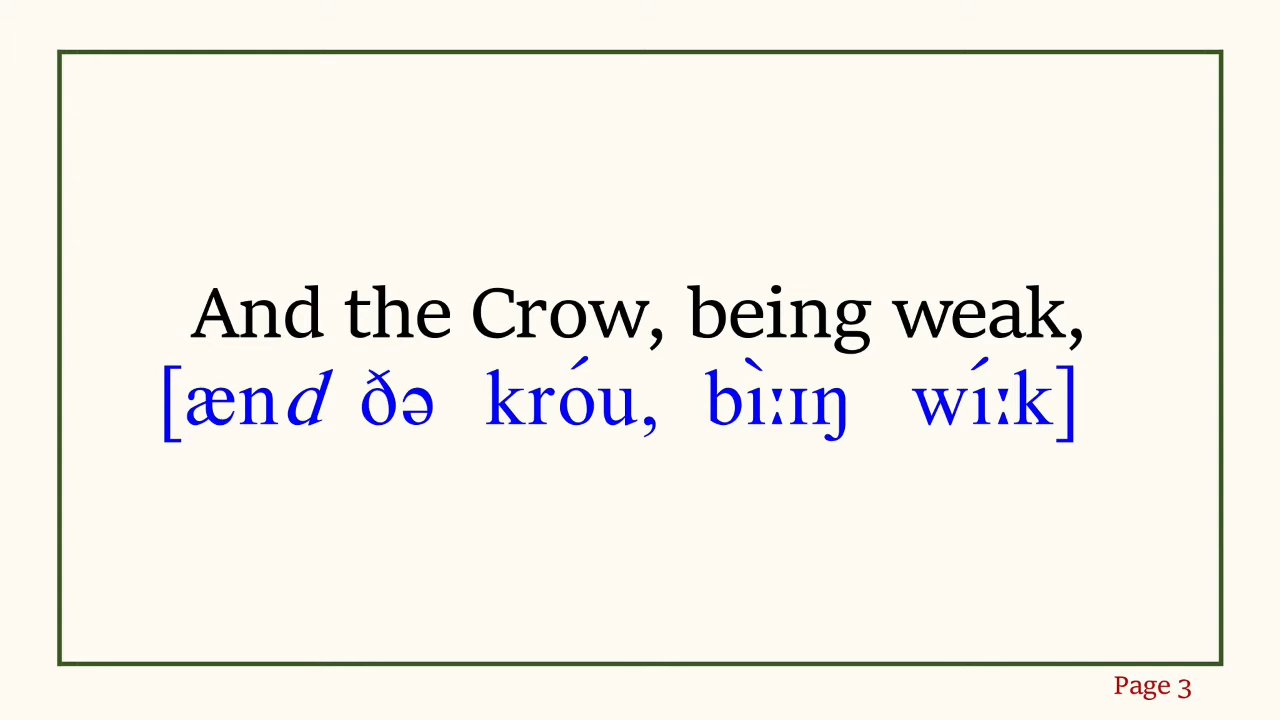 And the Crow, being weak,
[ænd ðə króu, bìːɪŋ wíːk]
Page 3